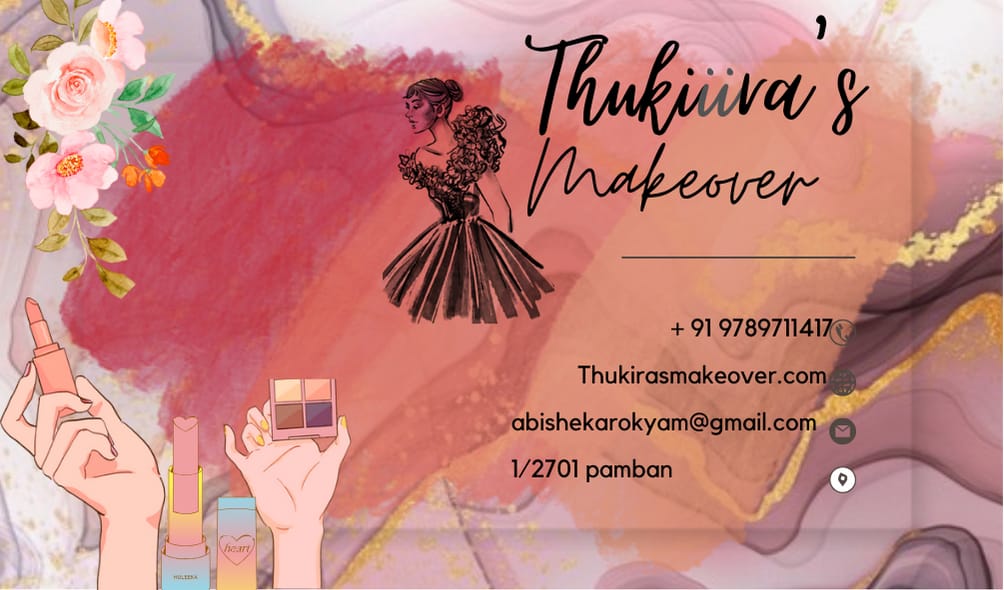 Thukiiira's
Makeover
+ 91 9789711417
Thukirasmakeover.com
abishekarokyam@gmail.com
1/2701 pamban
heart